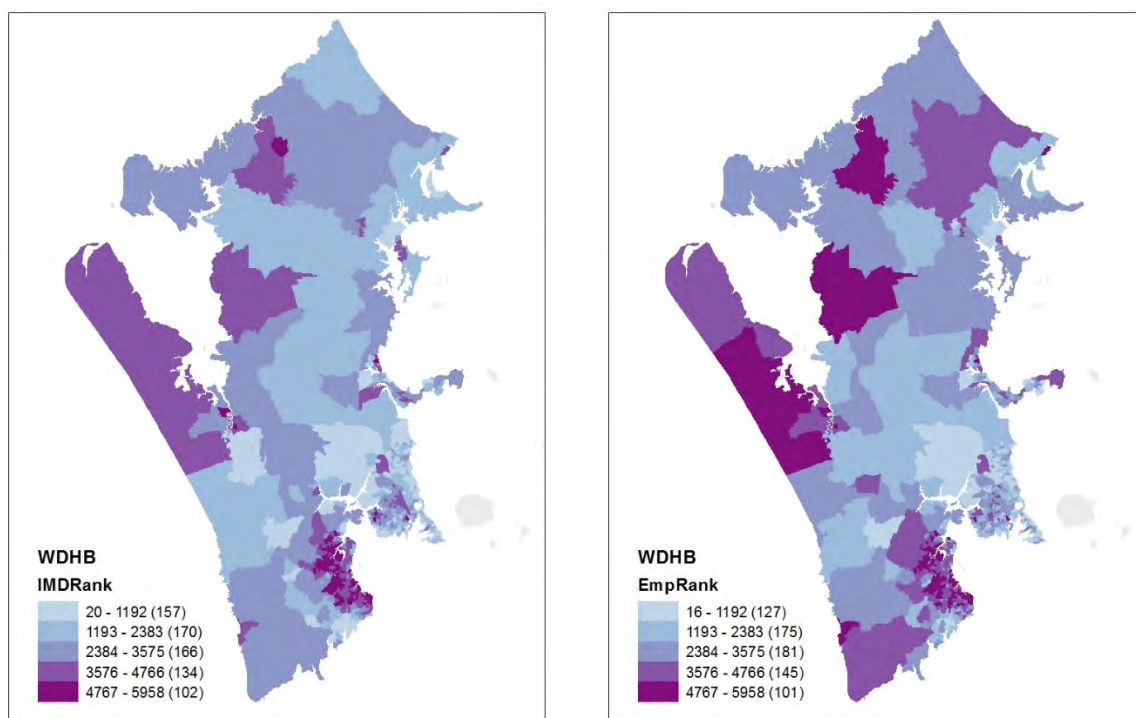 WDHB
IMDRank
20 - 1192 (157)
1193 - 2383 (170)
2384 - 3575 (166)
3576 - 4766 (134)
4767 - 5958 (102)
WDHB
EmpRank
16 - 1192 (127)
1193 - 2383 (175)
2384 - 3575 (181)
3576 - 4766 (145)
4767 - 5958 (101)